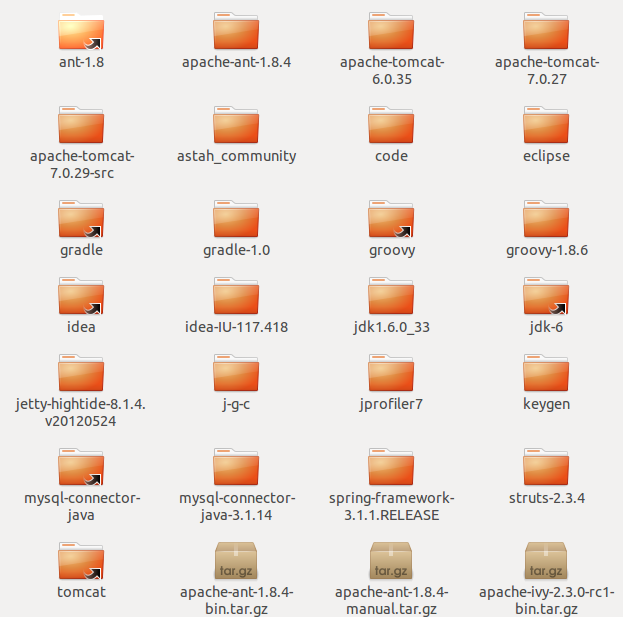 ant-1.8
apache-ant-1.8.4
apache-tomcat-
6.0.35
apache-tomcat-
7.0.27
apache-tomcat-
7.0.29-src
astah_community
code
eclipse
gradle
gradle-1.0
groovy
groovy-1.8.6
idea
idea-IU-117.418
jdk1.6.0_33
jdk-6
jetty-hightide-8.1.4.
v20120524
j-g-c
jprofiler7
keygen
mysql-connector-
java
mysql-connector-
java-3.1.14
spring-framework-
3.1.1.RELEASE
struts-2.3.4
tomcat
tar.gz
apache-ant-1.8.4-
bin.tar.gz
tar.gz
apache-ant-1.8.4-
manual.tar.gz
tar.gz
apache-ivy-2.3.0-rc1-
bin.tar.gz